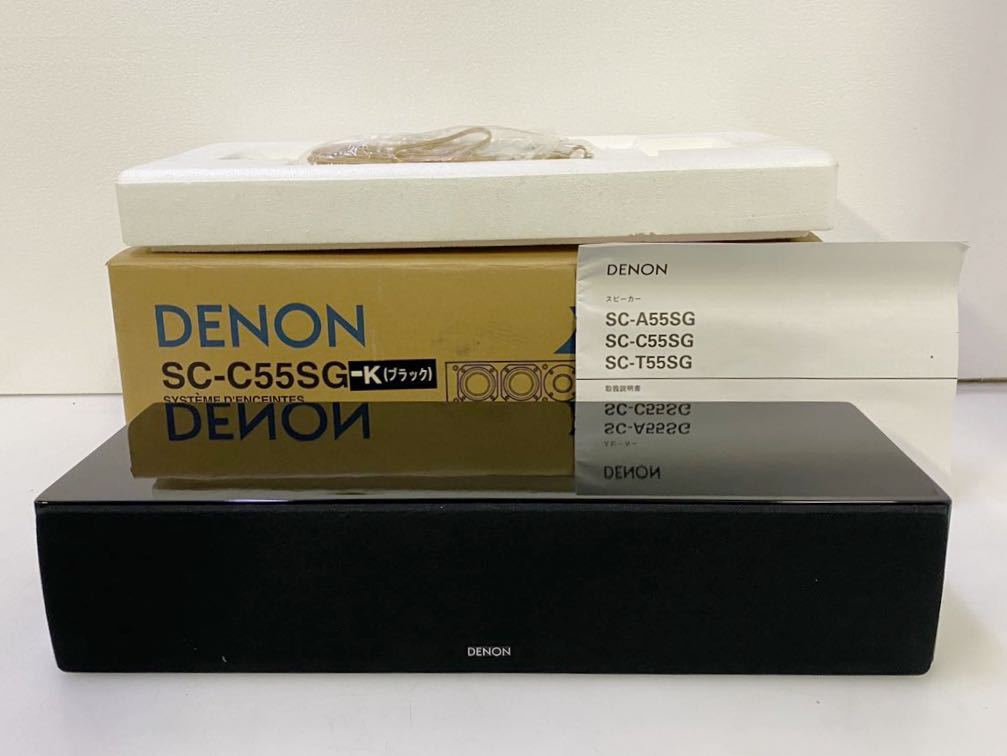 DENON
SC-C55SG-K(ブラック)
SYSTÈME D'ENCEINTES
DENON
スピーカー
SC-A55SG
SC-C55SG
SC-T55SG
取扱説明書
DENON